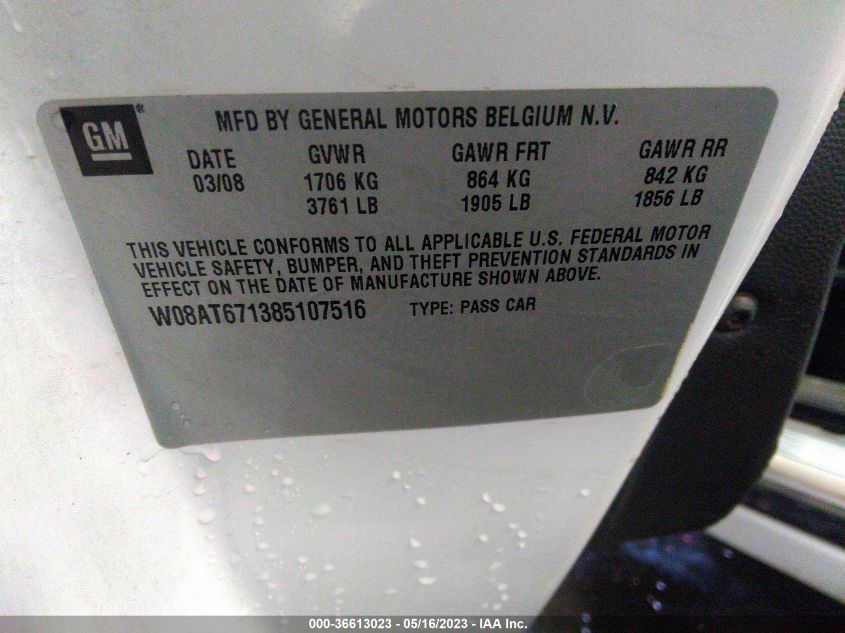 GM
MFD BY GENERAL MOTORS BELGIUM N.V.
DATE GVWR GAWR FRT GAWR RR
03/08 1706 KG 864 KG 842 KG
3761 LB 1905 LB 1856 LB
THIS VEHICLE CONFORMS TO ALL APPLICABLE U.S. FEDERAL MOTOR
VEHICLE SAFETY, BUMPER, AND THEFT PREVENTION STANDARDS IN
EFFECT ON THE DATE OF MANUFACTURE SHOWN ABOVE.
W08AT671385107516 TYPE: PASS CAR
000-36613023 - 05/16/2023 - IAA Inc.